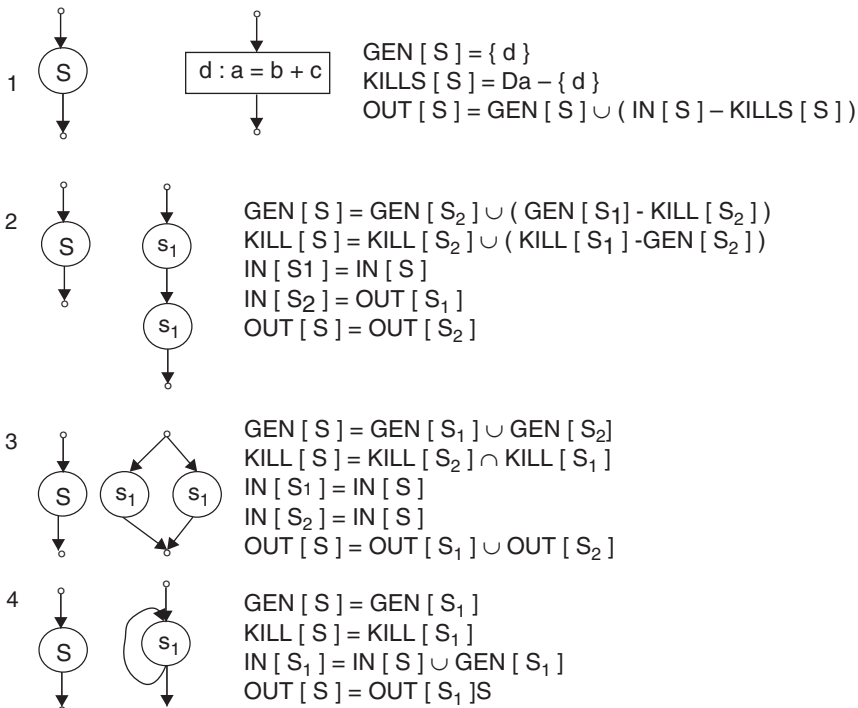 1 S d : a = b + c
GEN [ S ] = { d }
KILLS [ S ] = Da – { d }
OUT [ S ] = GEN [ S ] ∪ ( IN [ S ] – KILLS [ S ] )
2 S s₁ s₁
GEN [ S ] = GEN [ S₂ ] ∪ ( GEN [ S1] - KILL [ S₂ ] )
KILL [ S ] = KILL [ S₂ ] ∪ ( KILL [ S1 ] -GEN [ S₂ ] )
IN [ S1 ] = IN [ S ]
IN [ S2 ] = OUT [ S₁ ]
OUT [ S ] = OUT [ S₂ ]
3 S s₁ s₁
GEN [ S ] = GEN [ S₁ ] ∪ GEN [ S₂]
KILL [ S ] = KILL [ S₂ ] ∩ KILL [ S₁ ]
IN [ S₁ ] = IN [ S ]
IN [ S₂ ] = IN [ S ]
OUT [ S ] = OUT [ S₁ ] ∪ OUT [ S₂ ]
4 S s₁
GEN [ S ] = GEN [ S₁ ]
KILL [ S ] = KILL [ S₁ ]
IN [ S₁ ] = IN [ S ] ∪ GEN [ S₁ ]
OUT [ S ] = OUT [ S₁ ]S